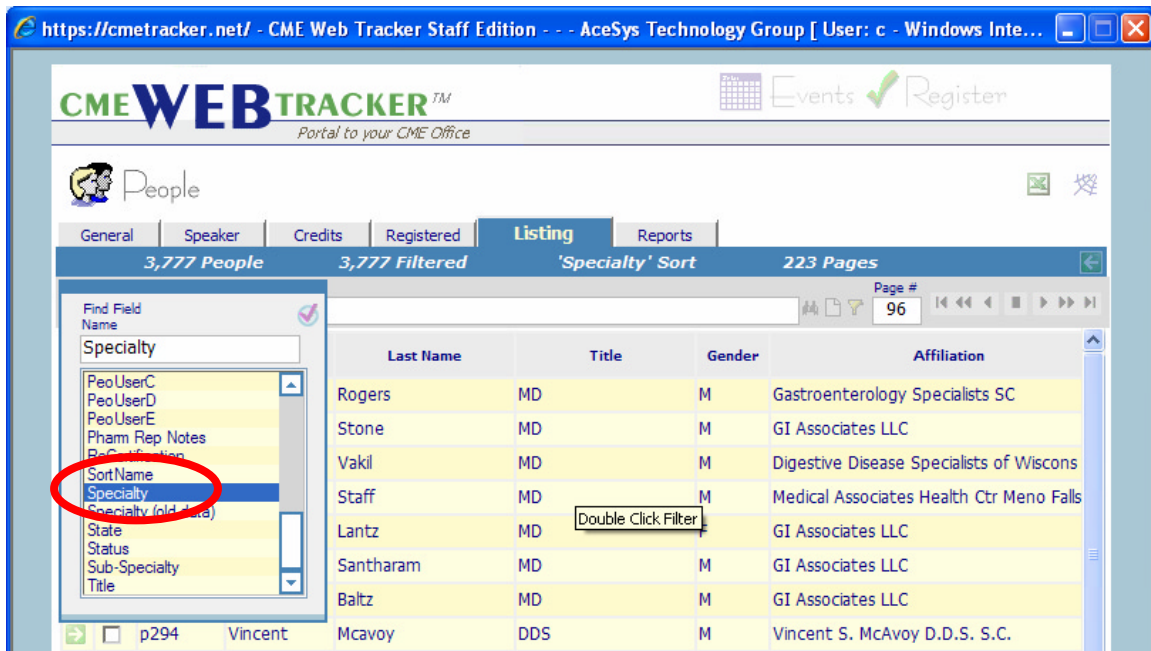 https://cmetracker.net/ - CME Web Tracker Staff Edition - - - AceSys Technology Group [ User: c - Windows Inte...
CME WEB TRACKER TM
Portal to your CME Office
Events Register
People
General Speaker Credits Registered Listing Reports
3,777 People 3,777 Filtered 'Specialty' Sort 223 Pages
Find Field
Name
Page #
96
Specialty
Last Name Title Gender Affiliation
PeoUserC
PeoUserD
PeoUserE
Pharm Rep Notes
ReCertification
SortName
Specialty
Specialty (old data)
State
Status
Sub-Specialty
Title
Rogers MD M Gastroenterology Specialists SC
Stone MD M GI Associates LLC
Vakil MD M Digestive Disease Specialists of Wiscons
Staff MD M Medical Associates Health Ctr Meno Falls
Double Click Filter
Lantz MD F GI Associates LLC
Santharam MD M GI Associates LLC
Baltz MD M GI Associates LLC
p294 Vincent Mcavoy DDS M Vincent S. McAvoy D.D.S. S.C.